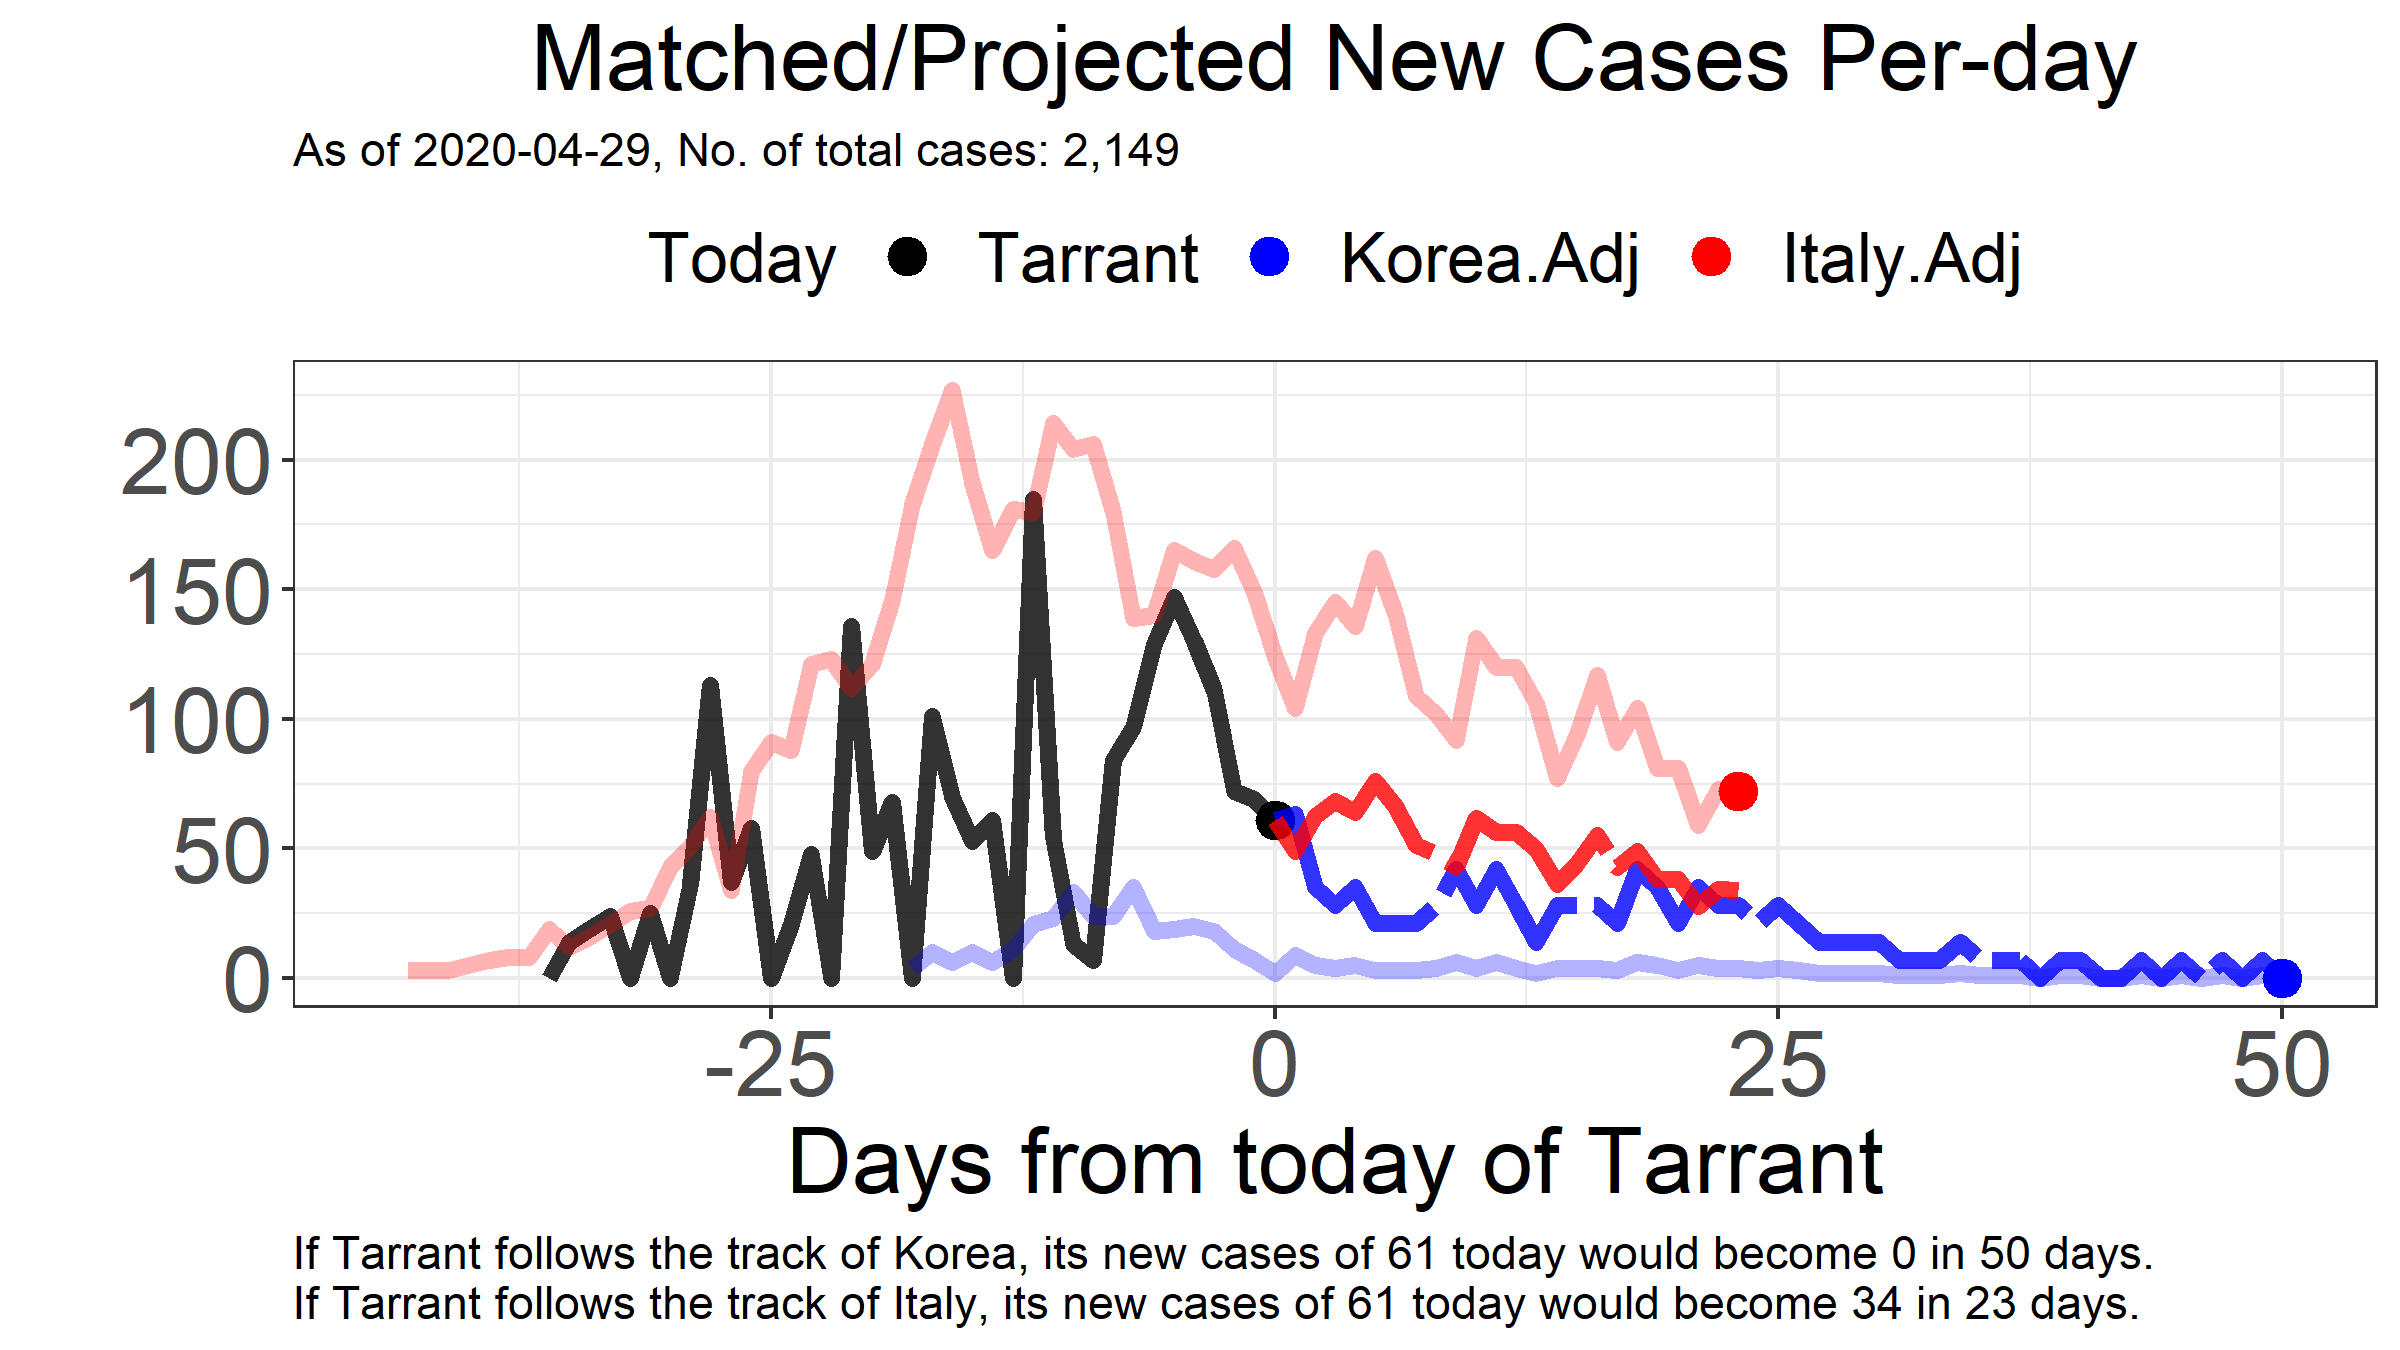 Matched/Projected New Cases Per-day
As of 2020-04-29, No. of total cases: 2,149
Today Tarrant Korea.Adj Italy.Adj
200
150
100
50
0
-25 0 25 50
Days from today of Tarrant
If Tarrant follows the track of Korea, its new cases of 61 today would become 0 in 50 days.
If Tarrant follows the track of Italy, its new cases of 61 today would become 34 in 23 days.